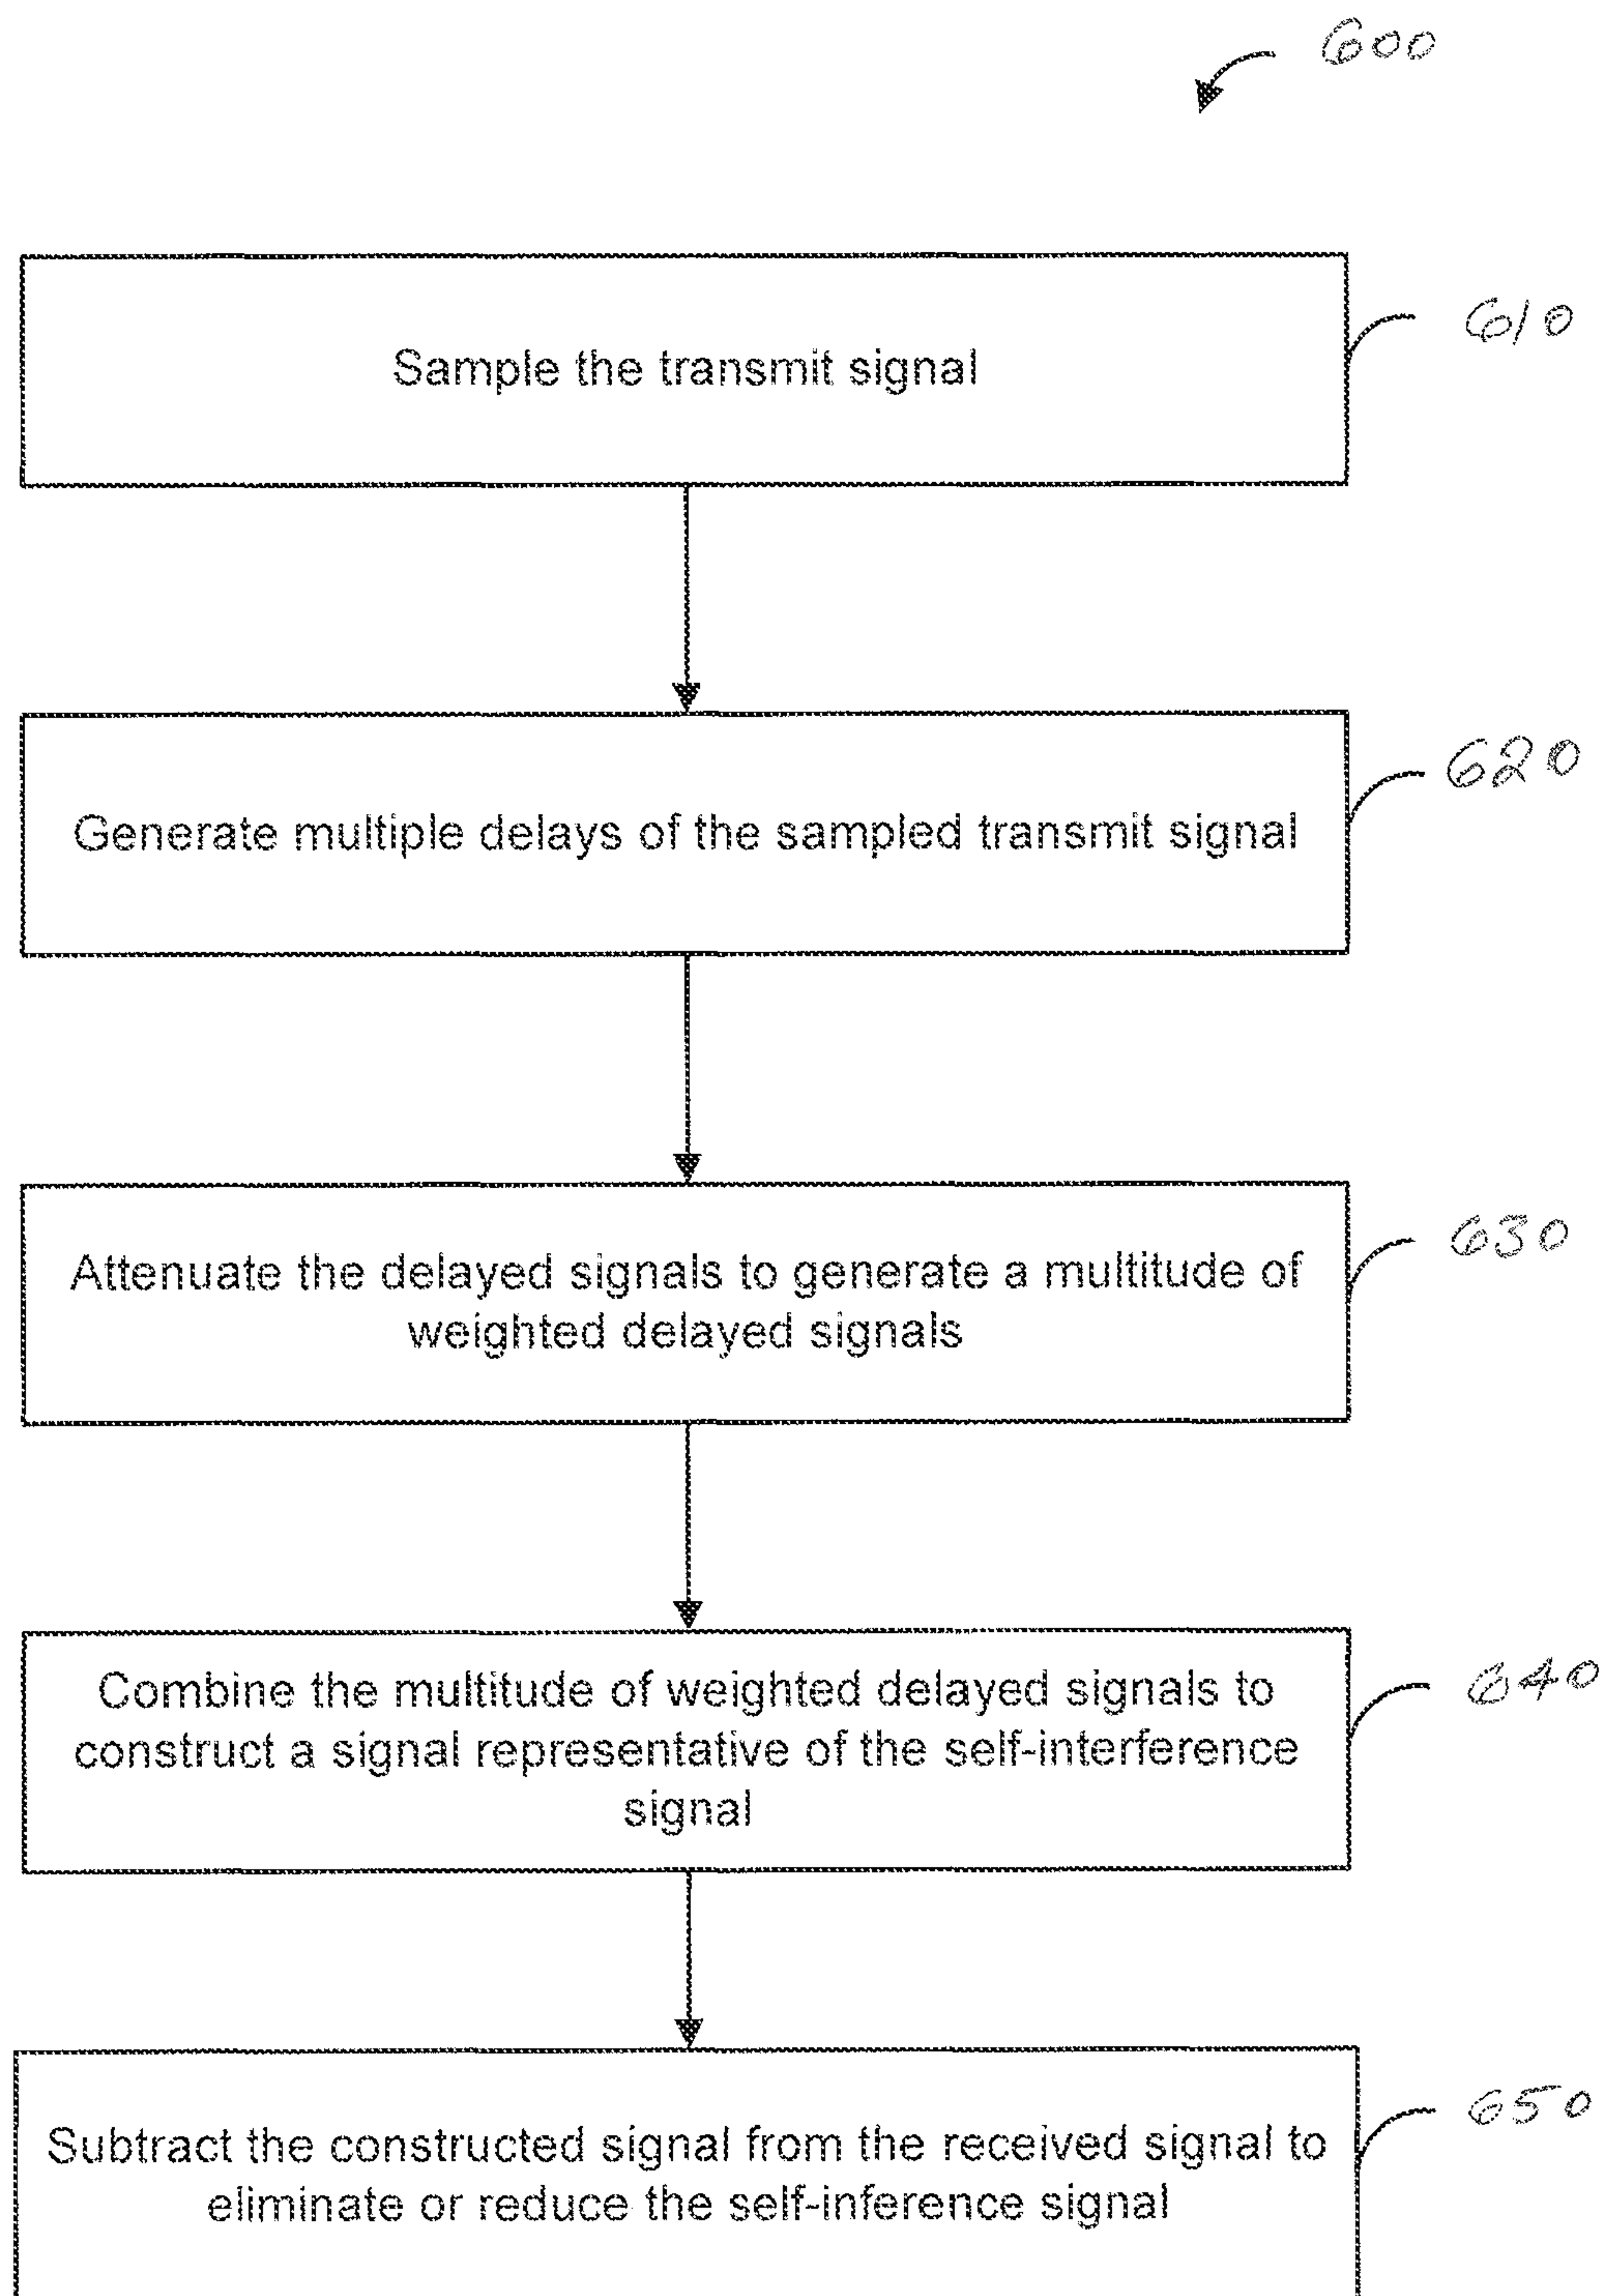 600
Sample the transmit signal
610
Generate multiple delays of the sampled transmit signal
620
Attenuate the delayed signals to generate a multitude of
weighted delayed signals
630
Combine the multitude of weighted delayed signals to
construct a signal representative of the self-interference
signal
640
Subtract the constructed signal from the received signal to
eliminate or reduce the self-inference signal
650